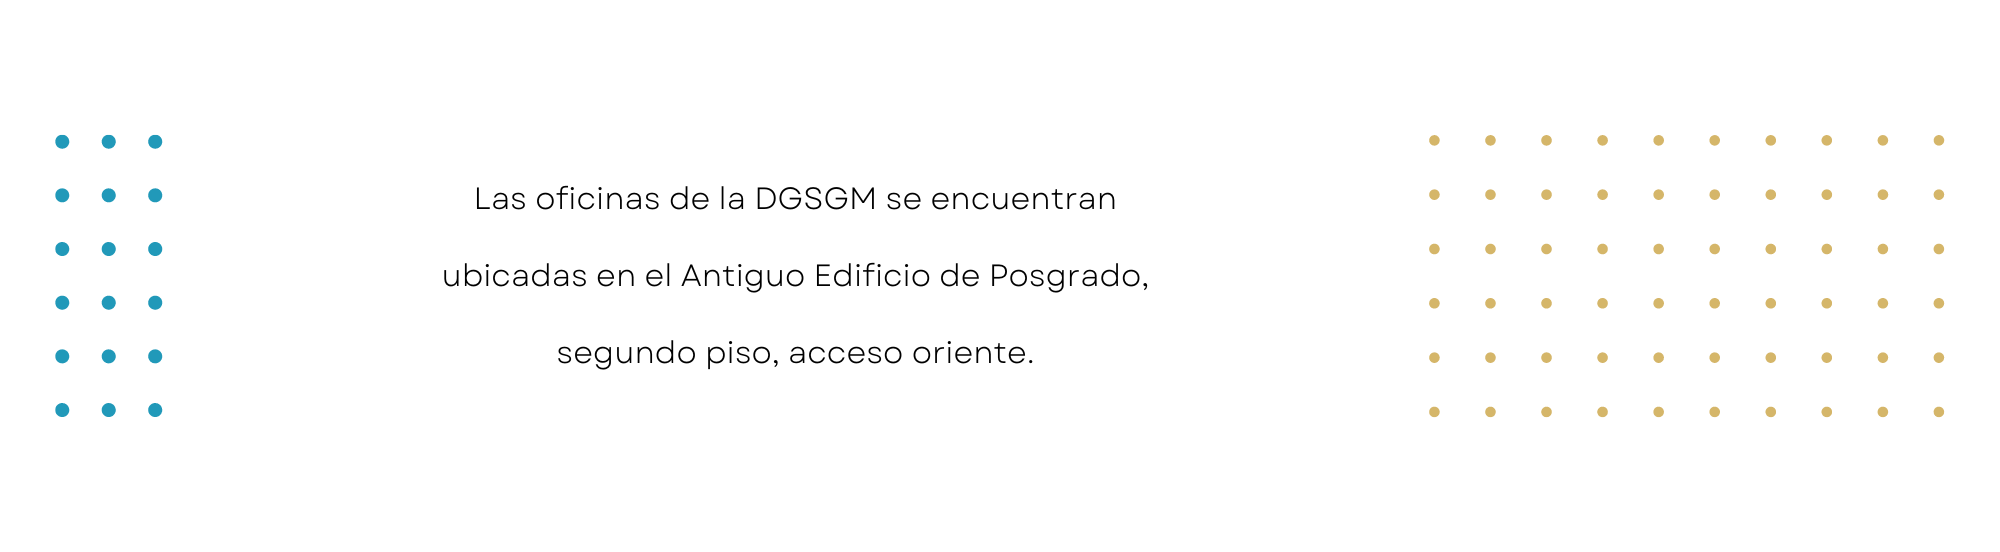 Las oficinas de la DGSGM se encuentran
ubicadas en el Antiguo Edificio de Posgrado,
segundo piso, acceso oriente.